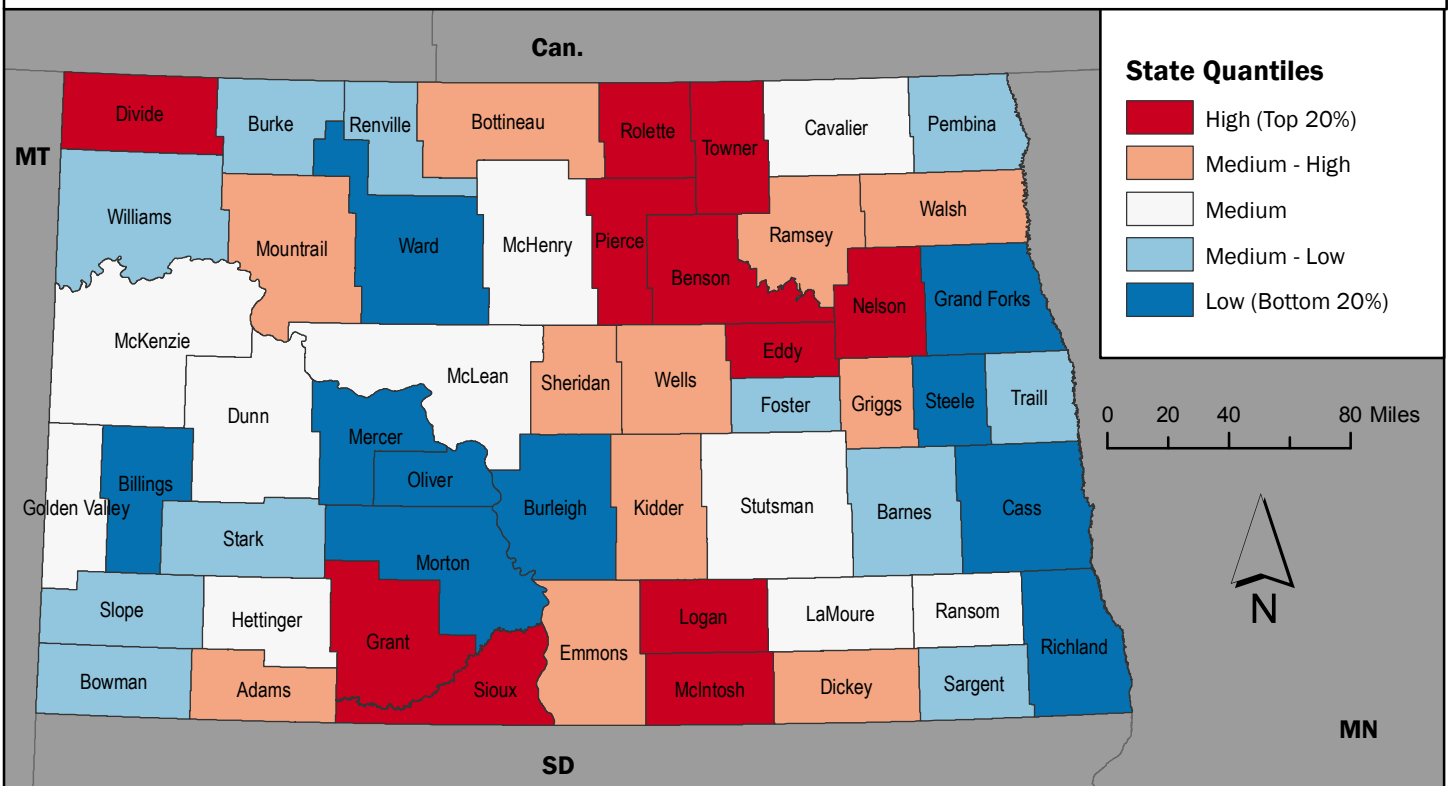 Can.
State Quantiles
High (Top 20%)
Medium - High
Medium
Medium - Low
Low (Bottom 20%)
MT
Divide
Burke
Renville
Bottineau
Rolette
Towner
Cavalier
Pembina
Williams
Mountrail
Ward
McHenry
Pierce
Benson
Ramsey
Walsh
Nelson
Grand Forks
McKenzie
Dunn
McLean
Sheridan
Wells
Eddy
Foster
Griggs
Steele
Traill
0 20 40 80 Miles
Golden Valley
Billings
Mercer
Oliver
Stark
Morton
Burleigh
Kidder
Stutsman
Barnes
Cass
N
Slope
Hettinger
Grant
Emmons
Logan
LaMoure
Ransom
Richland
Bowman
Adams
Sioux
McIntosh
Dickey
Sargent
MN
SD